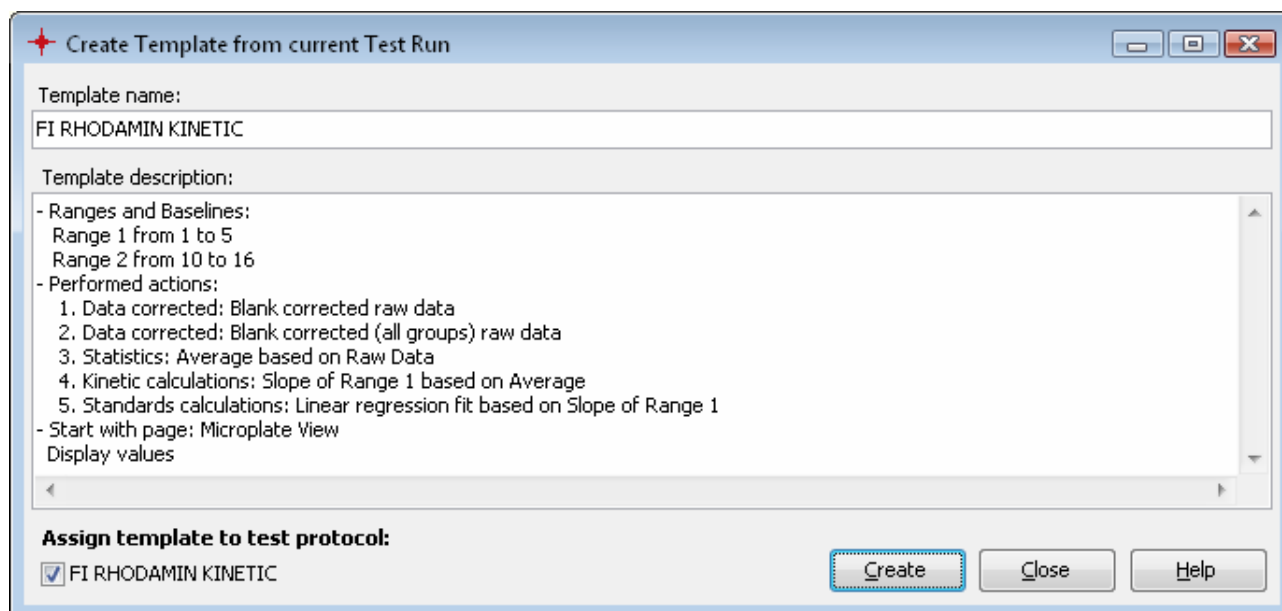 Create Template from current Test Run
Template name:
FI RHODAMIN KINETIC
Template description:
- Ranges and Baselines:
Range 1 from 1 to 5
Range 2 from 10 to 16
- Performed actions:
1. Data corrected: Blank corrected raw data
2. Data corrected: Blank corrected (all groups) raw data
3. Statistics: Average based on Raw Data
4. Kinetic calculations: Slope of Range 1 based on Average
5. Standards calculations: Linear regression fit based on Slope of Range 1
- Start with page: Microplate View
Display values
Assign template to test protocol:
FI RHODAMIN KINETIC
Create Close Help